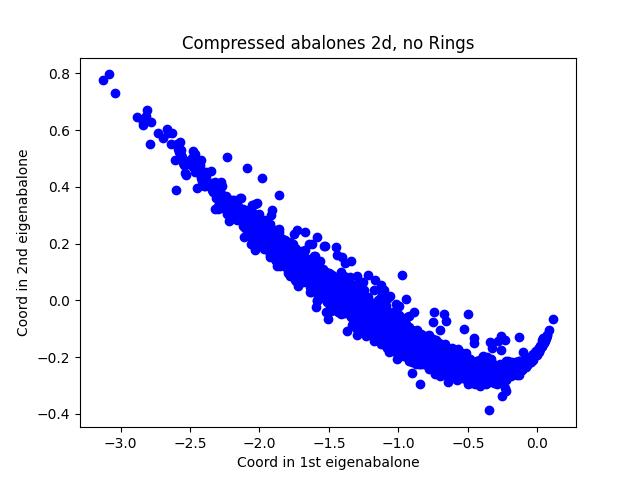 Compressed abalones 2d, no Rings
0.8
0.6
0.4
0.2
0.0
−0.2
−0.4
Coord in 2nd eigenabalone
−3.0 −2.5 −2.0 −1.5 −1.0 −0.5 0.0
Coord in 1st eigenabalone